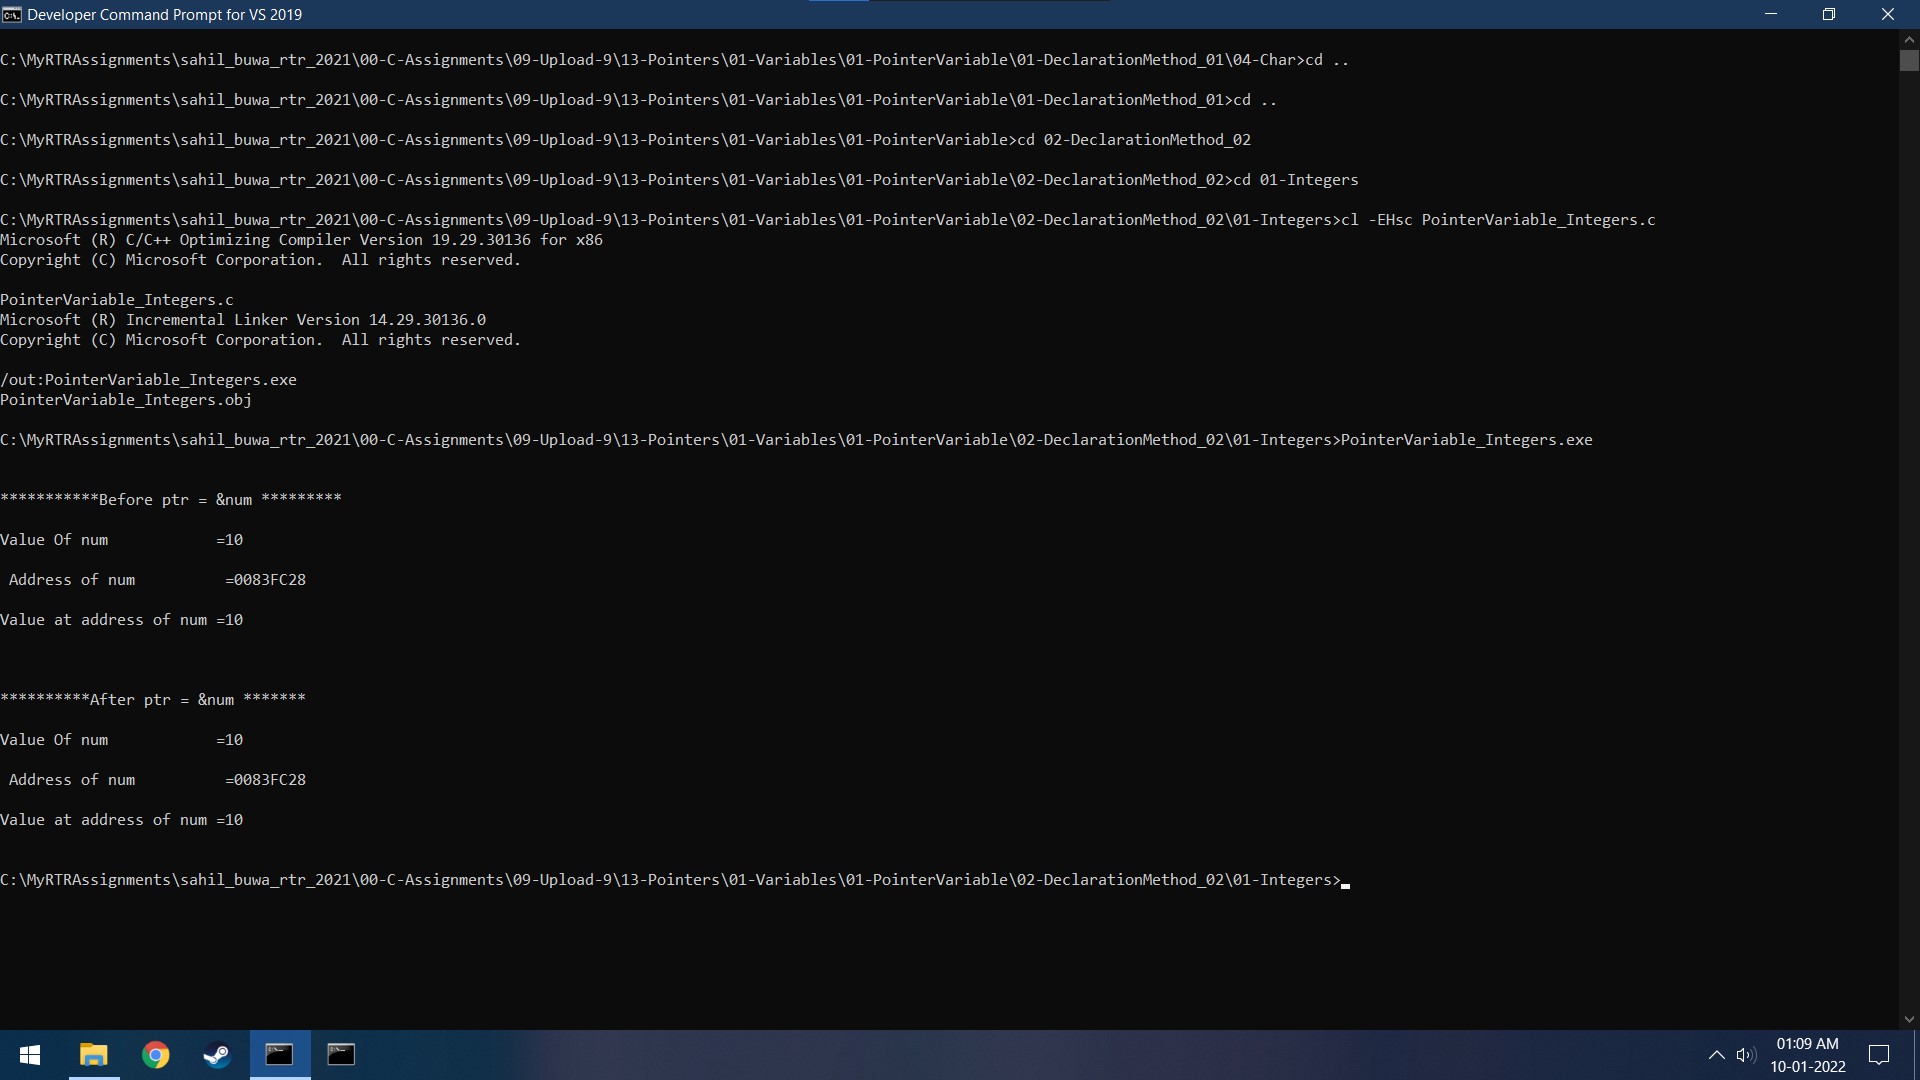 Developer Command Prompt for VS 2019
C:\MyRTRAssignments\sahil_buwa_rtr_2021\00-C-Assignments\09-Upload-9\13-Pointers\01-Variables\01-PointerVariable\01-DeclarationMethod_01\04-Char>cd ..
C:\MyRTRAssignments\sahil_buwa_rtr_2021\00-C-Assignments\09-Upload-9\13-Pointers\01-Variables\01-PointerVariable\01-DeclarationMethod_01>cd ..
C:\MyRTRAssignments\sahil_buwa_rtr_2021\00-C-Assignments\09-Upload-9\13-Pointers\01-Variables\01-PointerVariable>cd 02-DeclarationMethod_02
C:\MyRTRAssignments\sahil_buwa_rtr_2021\00-C-Assignments\09-Upload-9\13-Pointers\01-Variables\01-PointerVariable\02-DeclarationMethod_02>cd 01-Integers
C:\MyRTRAssignments\sahil_buwa_rtr_2021\00-C-Assignments\09-Upload-9\13-Pointers\01-Variables\01-PointerVariable\02-DeclarationMethod_02\01-Integers>cl -EHsc PointerVariable_Integers.c
Microsoft (R) C/C++ Optimizing Compiler Version 19.29.30136 for x86
Copyright (C) Microsoft Corporation.  All rights reserved.
PointerVariable_Integers.c
Microsoft (R) Incremental Linker Version 14.29.30136.0
Copyright (C) Microsoft Corporation.  All rights reserved.
/out:PointerVariable_Integers.exe
PointerVariable_Integers.obj
C:\MyRTRAssignments\sahil_buwa_rtr_2021\00-C-Assignments\09-Upload-9\13-Pointers\01-Variables\01-PointerVariable\02-DeclarationMethod_02\01-Integers>PointerVariable_Integers.exe
***********Before ptr = &num *********
Value Of num            =10
Address of num          =0083FC28
Value at address of num =10
**********After ptr = &num *******
Value Of num            =10
Address of num          =0083FC28
Value at address of num =10
C:\MyRTRAssignments\sahil_buwa_rtr_2021\00-C-Assignments\09-Upload-9\13-Pointers\01-Variables\01-PointerVariable\02-DeclarationMethod_02\01-Integers>
01:09 AM
10-01-2022